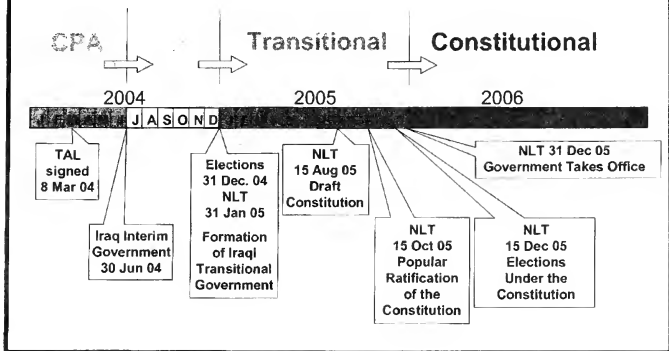 CPA
Transitional
Constitutional
2004
2005
2006
J A S O N D
TAL
signed
8 Mar 04
Iraq Interim
Government
30 Jun 04
Elections
31 Dec. 04
NLT
31 Jan 05
Formation
of Iraqi
Transitional
Government
NLT
15 Aug 05
Draft
Constitution
NLT
15 Oct 05
Popular
Ratification
of the
Constitution
NLT
15 Dec 05
Elections
Under the
Constitution
NLT 31 Dec 05
Government Takes Office